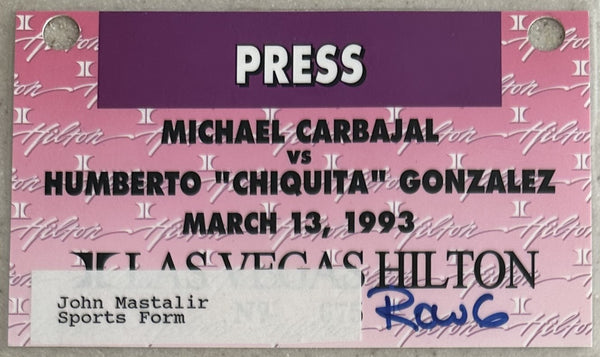 PRESS
MICHAEL CARBAJAL
VS
HUMBERTO "CHIQUITA" GONZALEZ
MARCH 13, 1993
LAS VEGAS HILTON
John Mastalir
Sports Form
Row 6